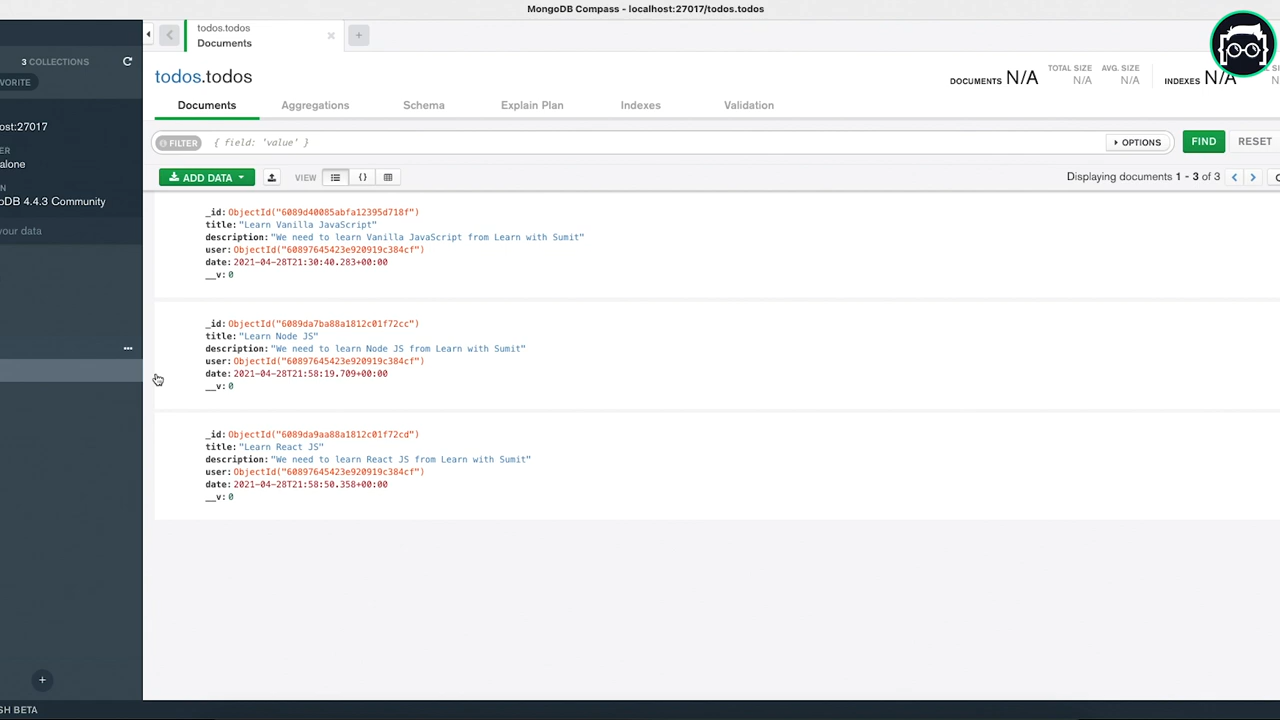 MongoDB Compass - localhost:27017/todos.todos
3 COLLECTIONS
VORITE
ost:27017
ER
alone
N
oDB 4.4.3 Community
your data
SH BETA
todos.todos
Documents
todos.todos
DOCUMENTS N/A
TOTAL SIZE
N/A
AVG. SIZE
N/A
INDEXES N/A
Documents
Aggregations
Schema
Explain Plan
Indexes
Validation
FILTER
{ field: 'value' }
OPTIONS
FIND
RESET
ADD DATA
VIEW
Displaying documents 1 - 3 of 3
_id: ObjectId("6089d40085abfa12395d718f")
title: "Learn Vanilla JavaScript"
description: "We need to learn Vanilla JavaScript from Learn with Sumit"
user: ObjectId("60897645423e920919c384cf")
date: 2021-04-28T21:30:40.283+00:00
__v: 0
_id: ObjectId("6089da7ba88a1812c01f72cc")
title: "Learn Node JS"
description: "We need to learn Node JS from Learn with Sumit"
user: ObjectId("60897645423e920919c384cf")
date: 2021-04-28T21:58:19.709+00:00
__v: 0
_id: ObjectId("6089da9aa88a1812c01f72cd")
title: "Learn React JS"
description: "We need to learn React JS from Learn with Sumit"
user: ObjectId("60897645423e920919c384cf")
date: 2021-04-28T21:58:50.358+00:00
__v: 0